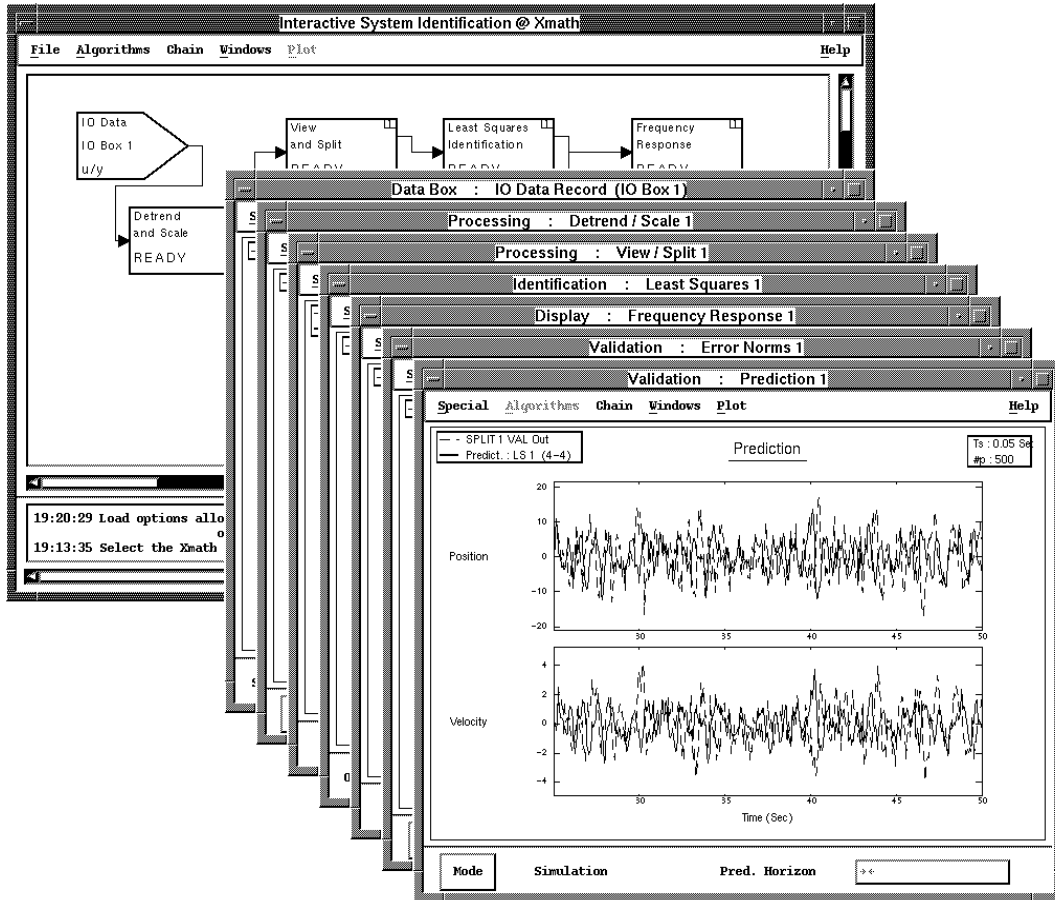 Interactive System Identification @ Xmath
File Algorithms Chain Windows Plot Help
IO Data
IO Box 1
u/y
View
and Split
READY
Least Squares
Identification
READY
Frequency
Response
READY
Detrend
and Scale
READY
19:20:29 Load options allo
o
19:13:35 Select the Xmath
Data Box : IO Data Record (IO Box 1)
Processing : Detrend / Scale 1
Processing : View / Split 1
Identification : Least Squares 1
Display : Frequency Response 1
Validation : Error Norms 1
Validation : Prediction 1
Special Algorithms Chain Windows Plot Help
SPLIT 1 VAL Out
Predict. : LS 1 (4-4)
Prediction
Ts : 0.05 Sec
#p : 500
Position
20
10
0
-10
-20
30 35 40 45 50
Velocity
4
2
0
-2
-4
30 35 40 45 50
Time (Sec)
Mode Simulation Pred. Horizon